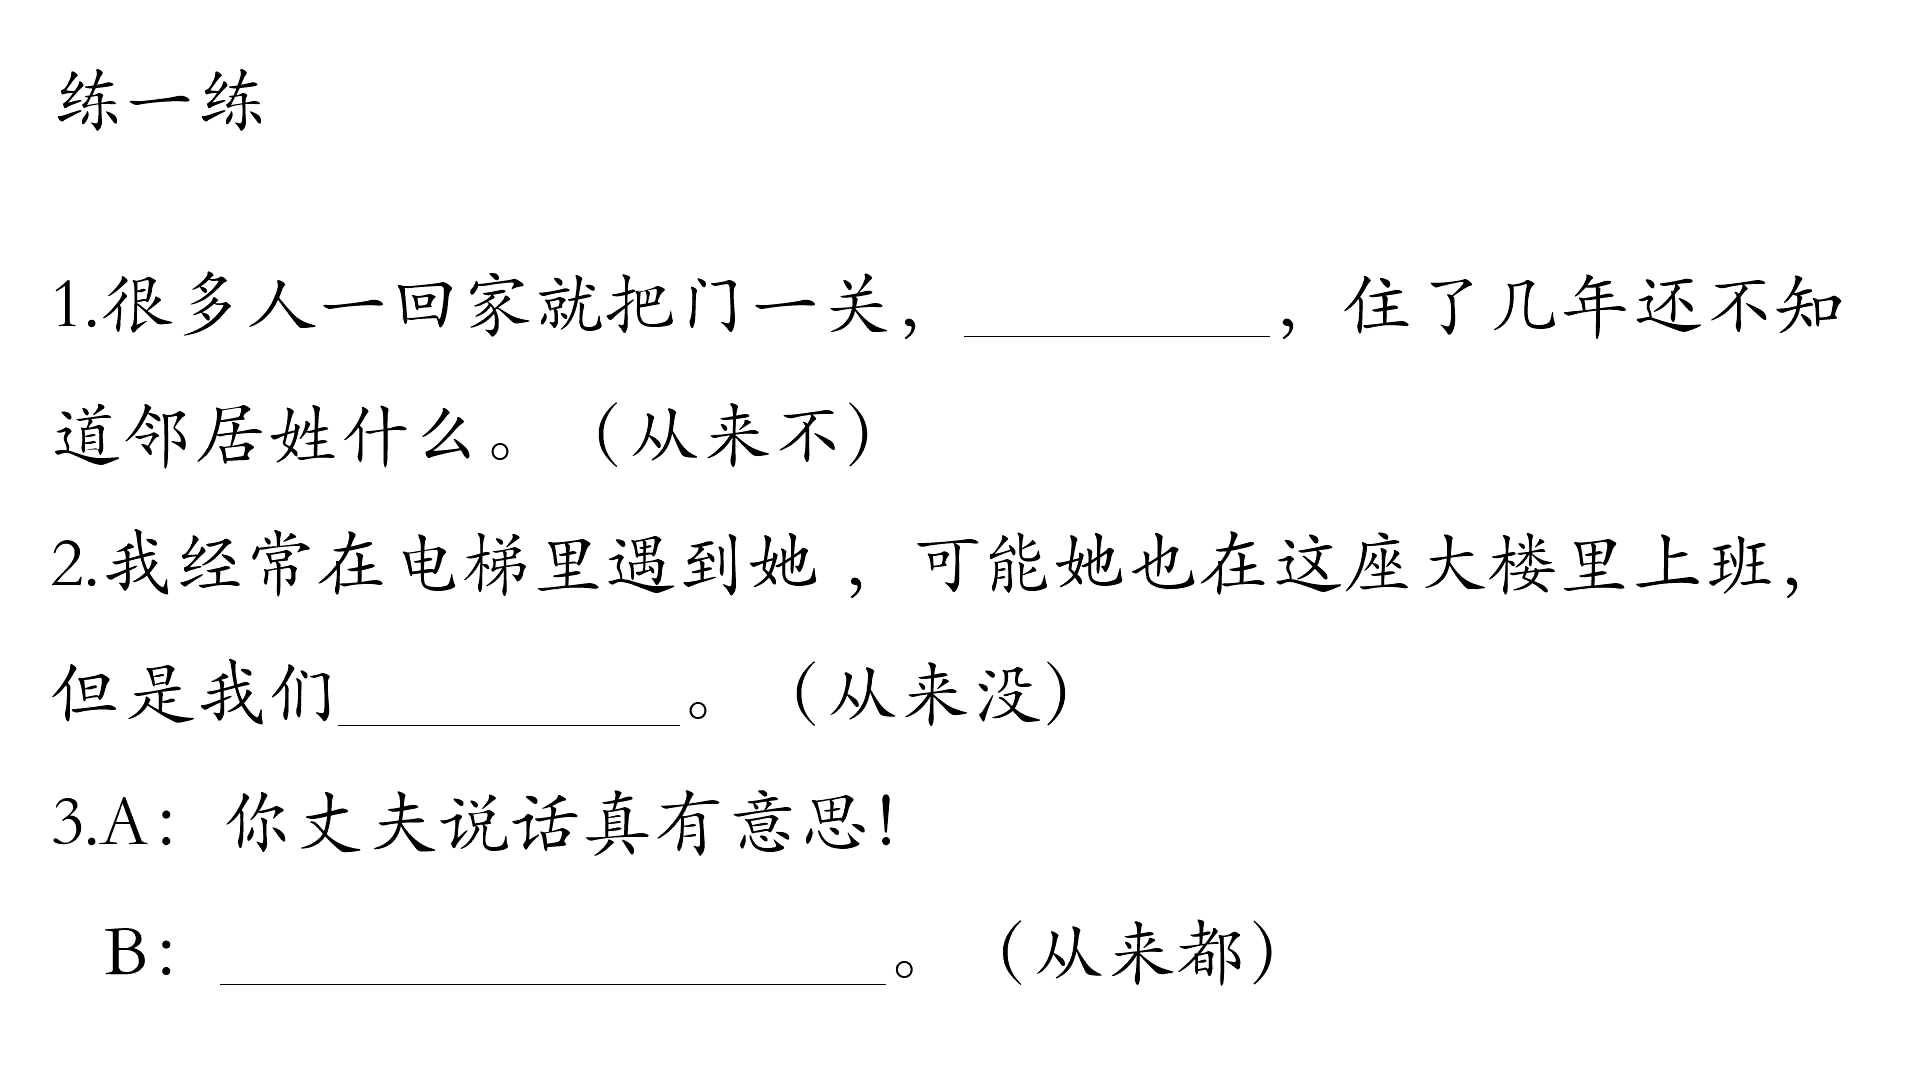 练一练
1.很多人一回家就把门一关，__________，住了几年还不知
道邻居姓什么。（从来不）
2.我经常在电梯里遇到她 ，可能她也在这座大楼里上班，
但是我们___________。（从来没）
3.A：你丈夫说话真有意思!
B：______________________。（从来都）